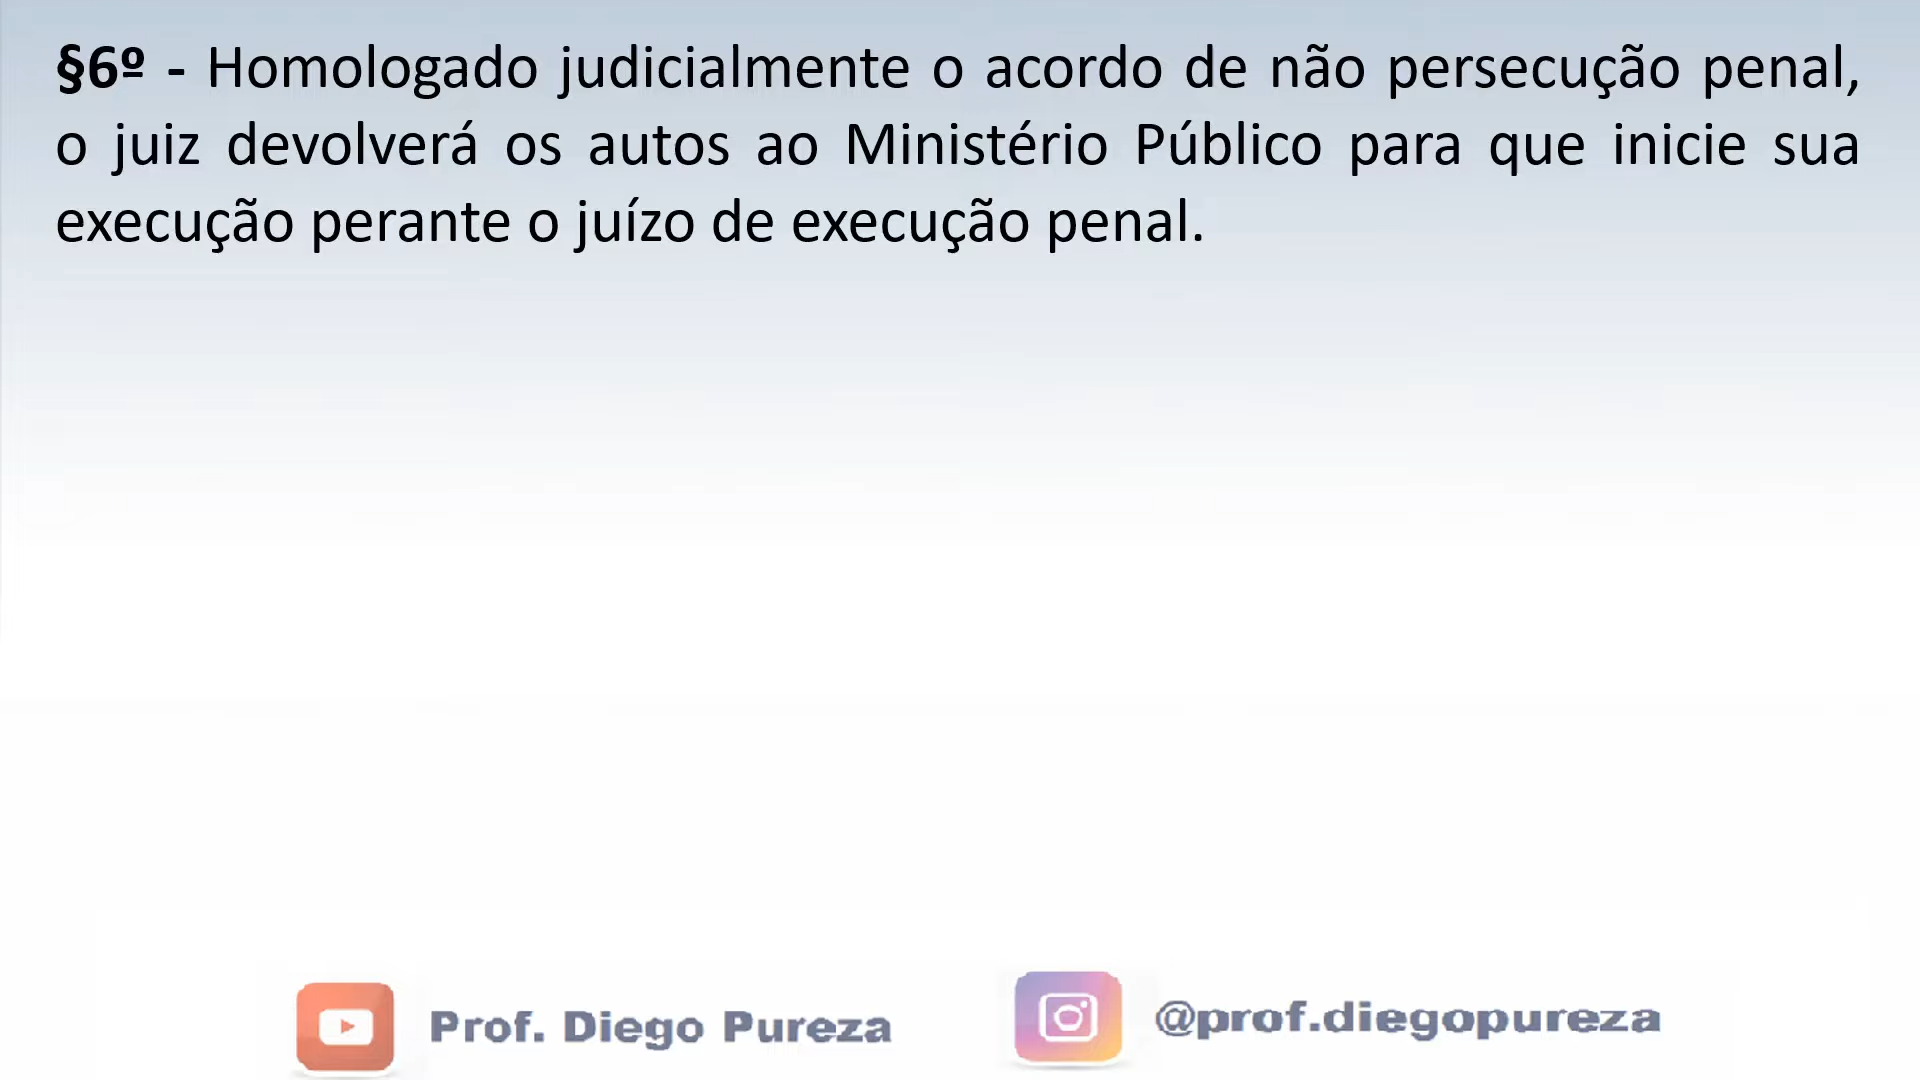 §6º - Homologado judicialmente o acordo de não persecução penal,
o juiz devolverá os autos ao Ministério Público para que inicie sua
execução perante o juízo de execução penal.
Prof. Diego Pureza
@prof.diegopureza